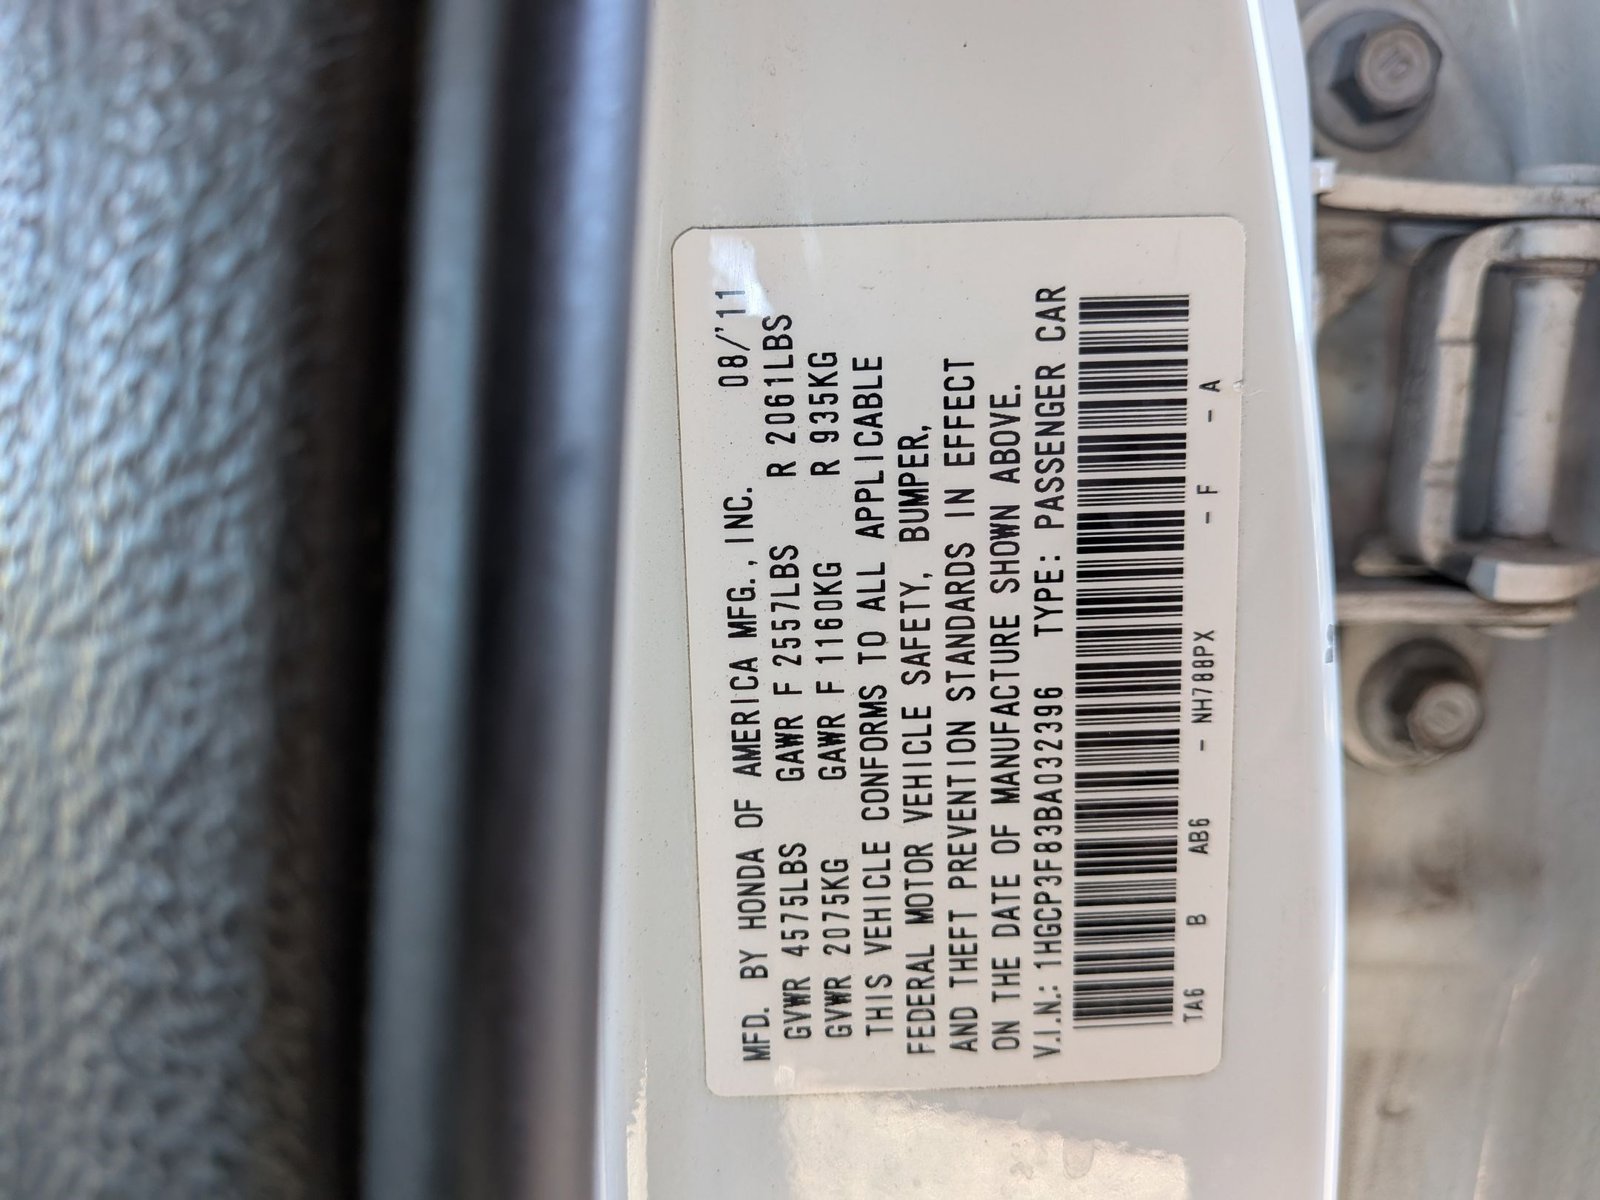 MFD. BY HONDA OF AMERICA MFG., INC. 08/'11
GVWR 4575LBS GAWR F 2557LBS R 2061LBS
GVWR 2075KG GAWR F 1160KG R 935KG
THIS VEHICLE CONFORMS TO ALL APPLICABLE
FEDERAL MOTOR VEHICLE SAFETY, BUMPER,
AND THEFT PREVENTION STANDARDS IN EFFECT
ON THE DATE OF MANUFACTURE SHOWN ABOVE.
V.I.N.: 1HGCP3F83BA032396 TYPE: PASSENGER CAR
TA6 B AB6 - NH788PX - F - A